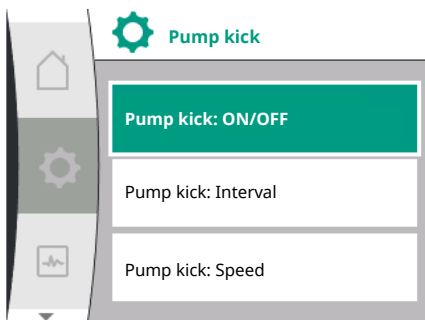 Pump kick
Pump kick: ON/OFF
Pump kick: Interval
Pump kick: Speed